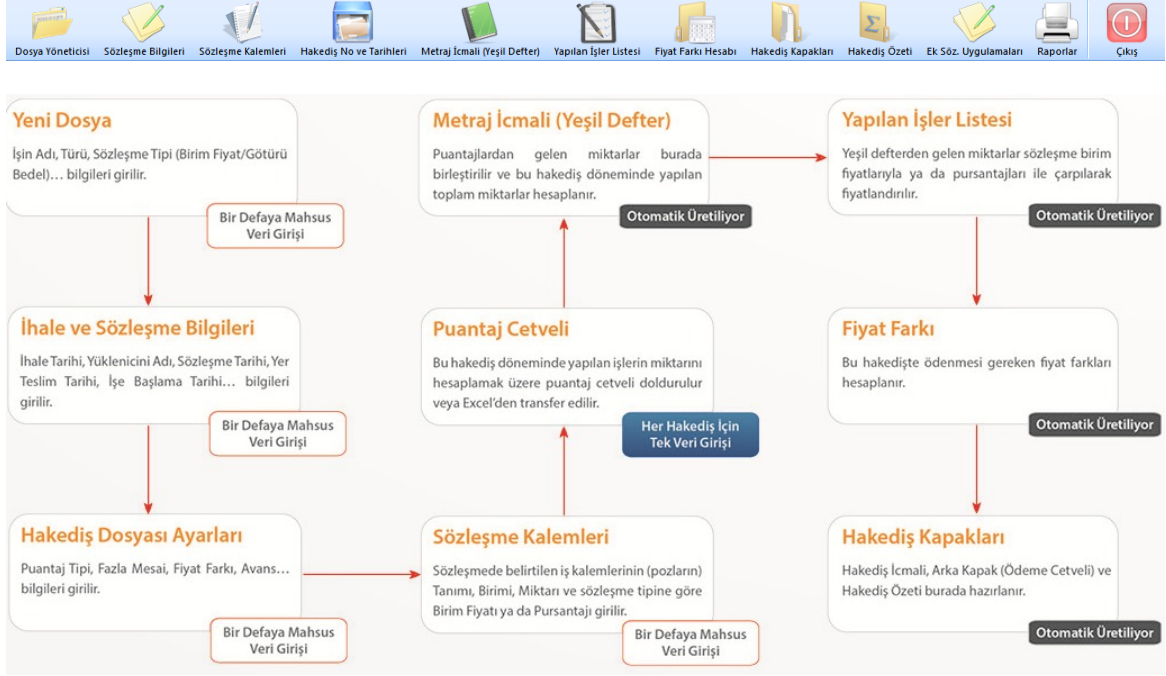 Dosya Yöneticisi
Sözleşme Bilgileri
Sözleşme Kalemleri
Hakediş No ve Tarihleri
Metraj İcmali (Yeşil Defter)
Yapılan İşler Listesi
Fiyat Farkı Hesabı
Hakediş Kapakları
Hakediş Özeti
Ek Söz. Uygulamaları
Raporlar
Çıkış
Yeni Dosya
İşin Adı, Türü, Sözleşme Tipi (Birim Fiyat/Götürü
Bedel)... bilgileri girilir.
Bir Defaya Mahsus
Veri Girişi
İhale ve Sözleşme Bilgileri
İhale Tarihi, Yüklenicini Adı, Sözleşme Tarihi, Yer
Teslim Tarihi, İşe Başlama Tarihi... bilgileri
girilir.
Bir Defaya Mahsus
Veri Girişi
Hakediş Dosyası Ayarları
Puantaj Tipi, Fazla Mesai, Fiyat Farkı, Avans...
bilgileri girilir.
Bir Defaya Mahsus
Veri Girişi
Sözleşme Kalemleri
Sözleşmede belirtilen iş kalemlerinin (pozların)
Tanımı, Birimi, Miktarı ve sözleşme tipine göre
Birim Fiyatı ya da Pursantajı girilir.
Bir Defaya Mahsus
Veri Girişi
Puantaj Cetveli
Bu hakediş döneminde yapılan işlerin miktarını
hesaplamak üzere puantaj cetveli doldurulur
veya Excel'den transfer edilir.
Her Hakediş İçin
Tek Veri Girişi
Metraj İcmali (Yeşil Defter)
Puantajlardan gelen miktarlar burada
birleştirilir ve bu hakediş döneminde yapılan
toplam miktarlar hesaplanır.
Otomatik Üretiliyor
Yapılan İşler Listesi
Yeşil defterden gelen miktarlar sözleşme birim
fiyatlarıyla ya da pursantajları ile çarpılarak
fiyatlandırılır.
Otomatik Üretiliyor
Fiyat Farkı
Bu hakedişte ödenmesi gereken fiyat farkları
hesaplanır.
Otomatik Üretiliyor
Hakediş Kapakları
Hakediş İcmali, Arka Kapak (Ödeme Cetveli) ve
Hakediş Özeti burada hazırlanır.
Otomatik Üretiliyor